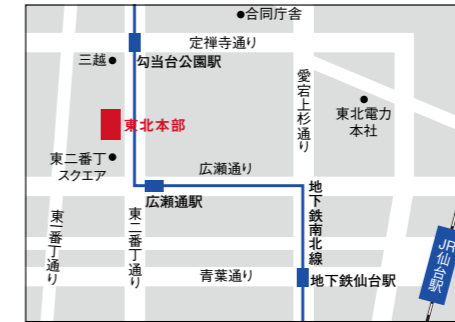 ●合同庁舎
定禅寺通り
三越●
勾当台公園駅
愛宕上杉通り
東北電力
本社
東北本部
東二番丁●
スクエア
広瀬通り
広瀬通駅
地下鉄南北線
東一番丁通り
東二番丁通り
青葉通り
地下鉄仙台駅
JR仙台駅